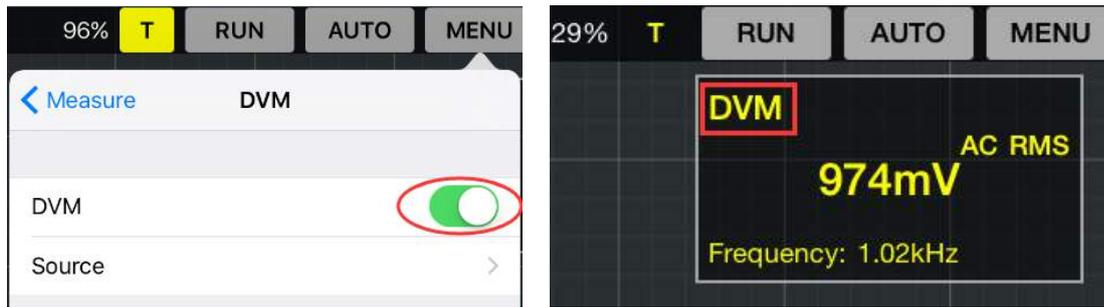 96% T RUN AUTO MENU
Measure DVM
DVM
Source
29% T RUN AUTO MENU
DVM
AC RMS
974mV
Frequency: 1.02kHz